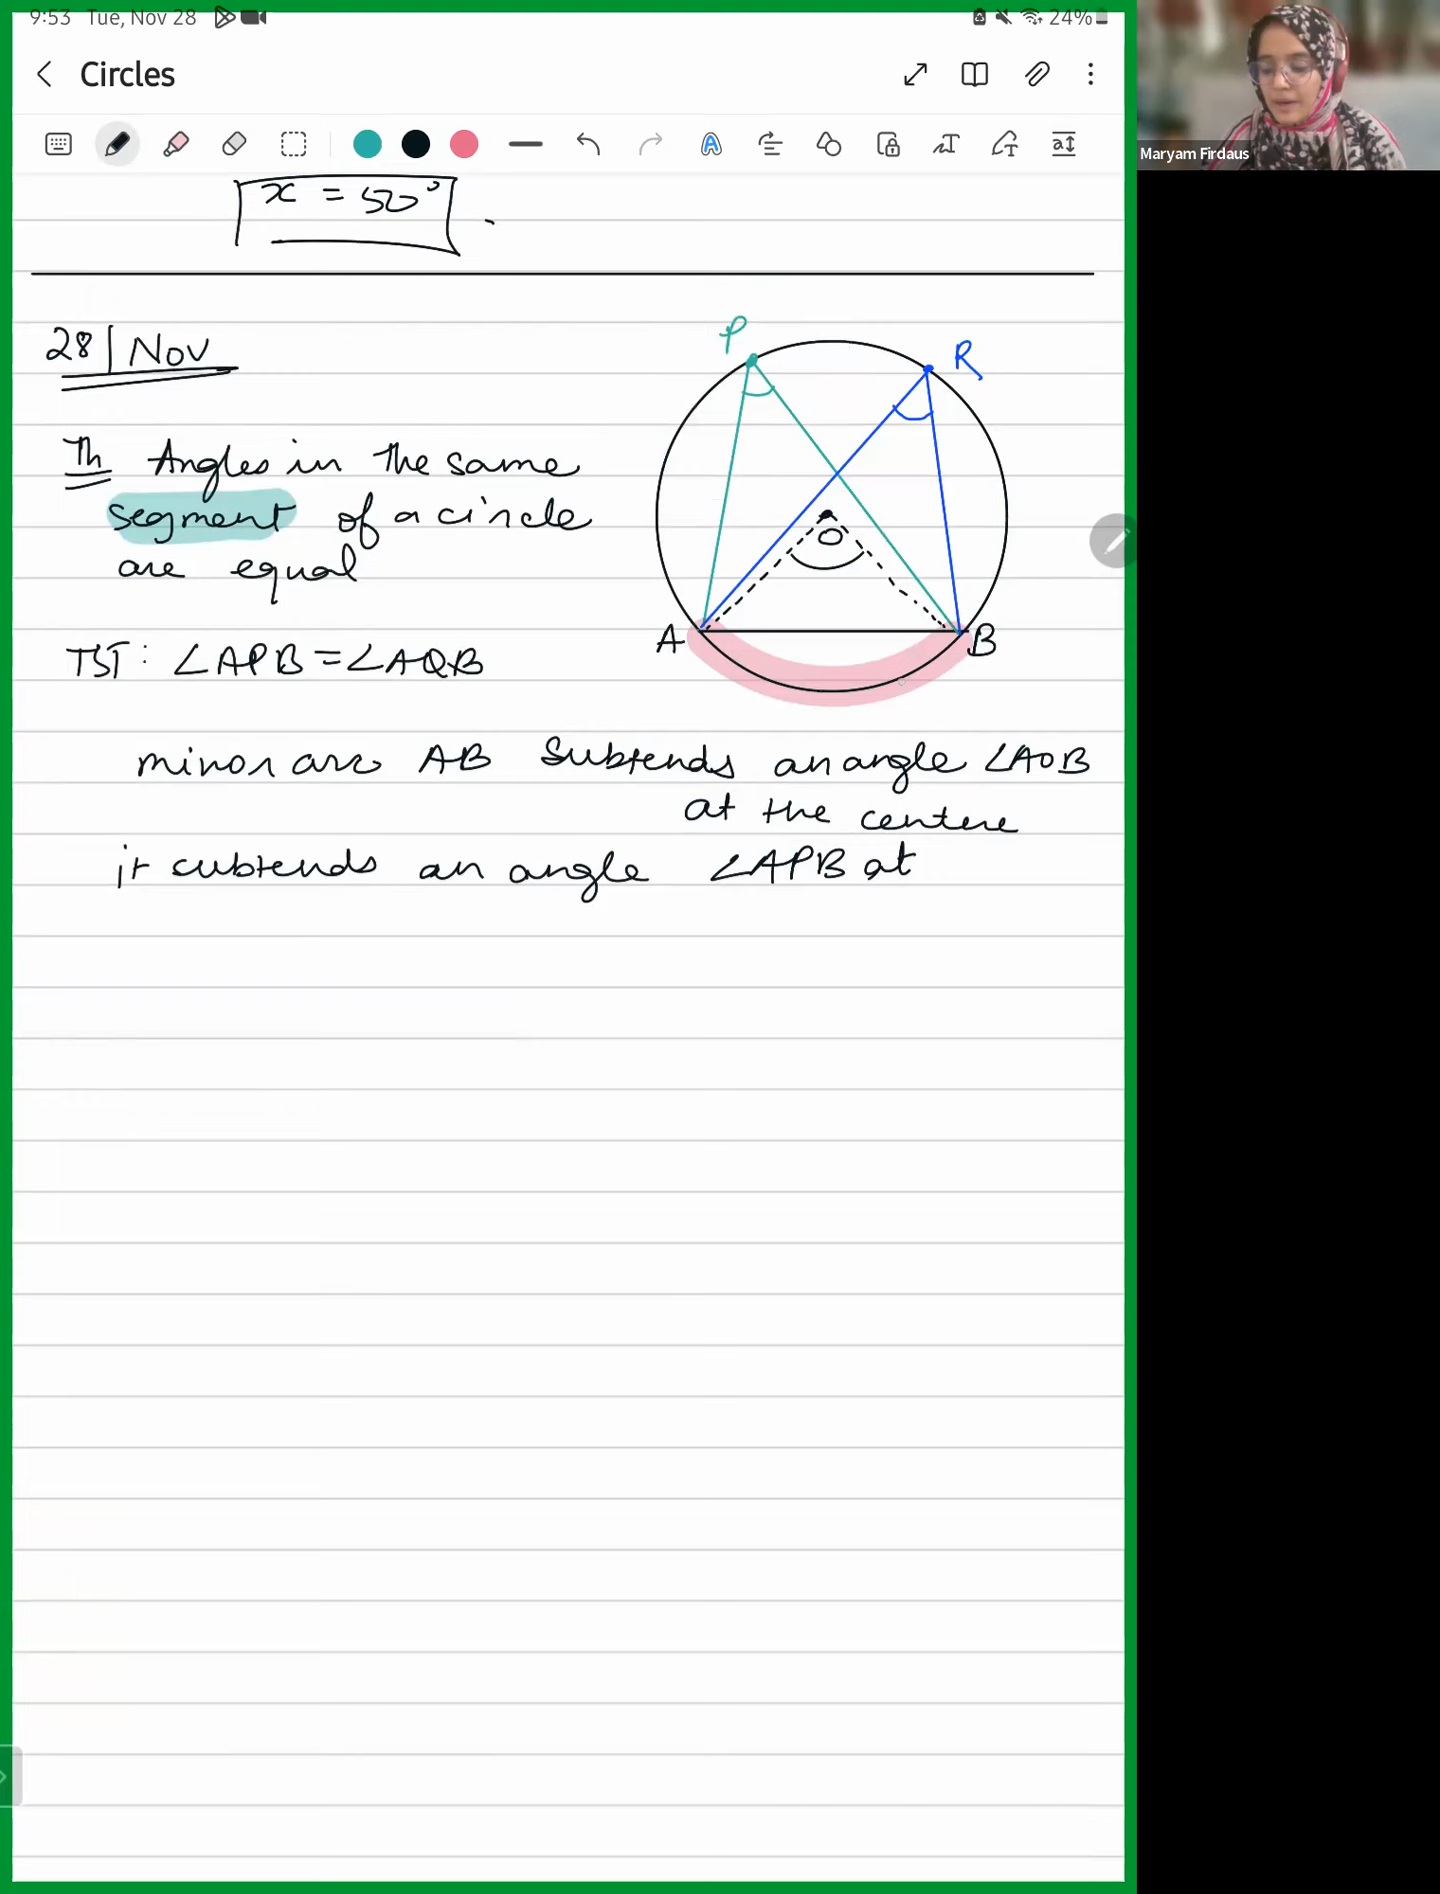 9:53 Tue, Nov 28
24%
Circles
Maryam Firdaus
x = 50°
28 | Nov
Th Angles in the same
segment of a circle
are equal
P
R
O
A
B
TST: ∠APB = ∠AQB
minor arc AB Subtends an angle ∠AOB
at the centere
it subtends an angle ∠APB at